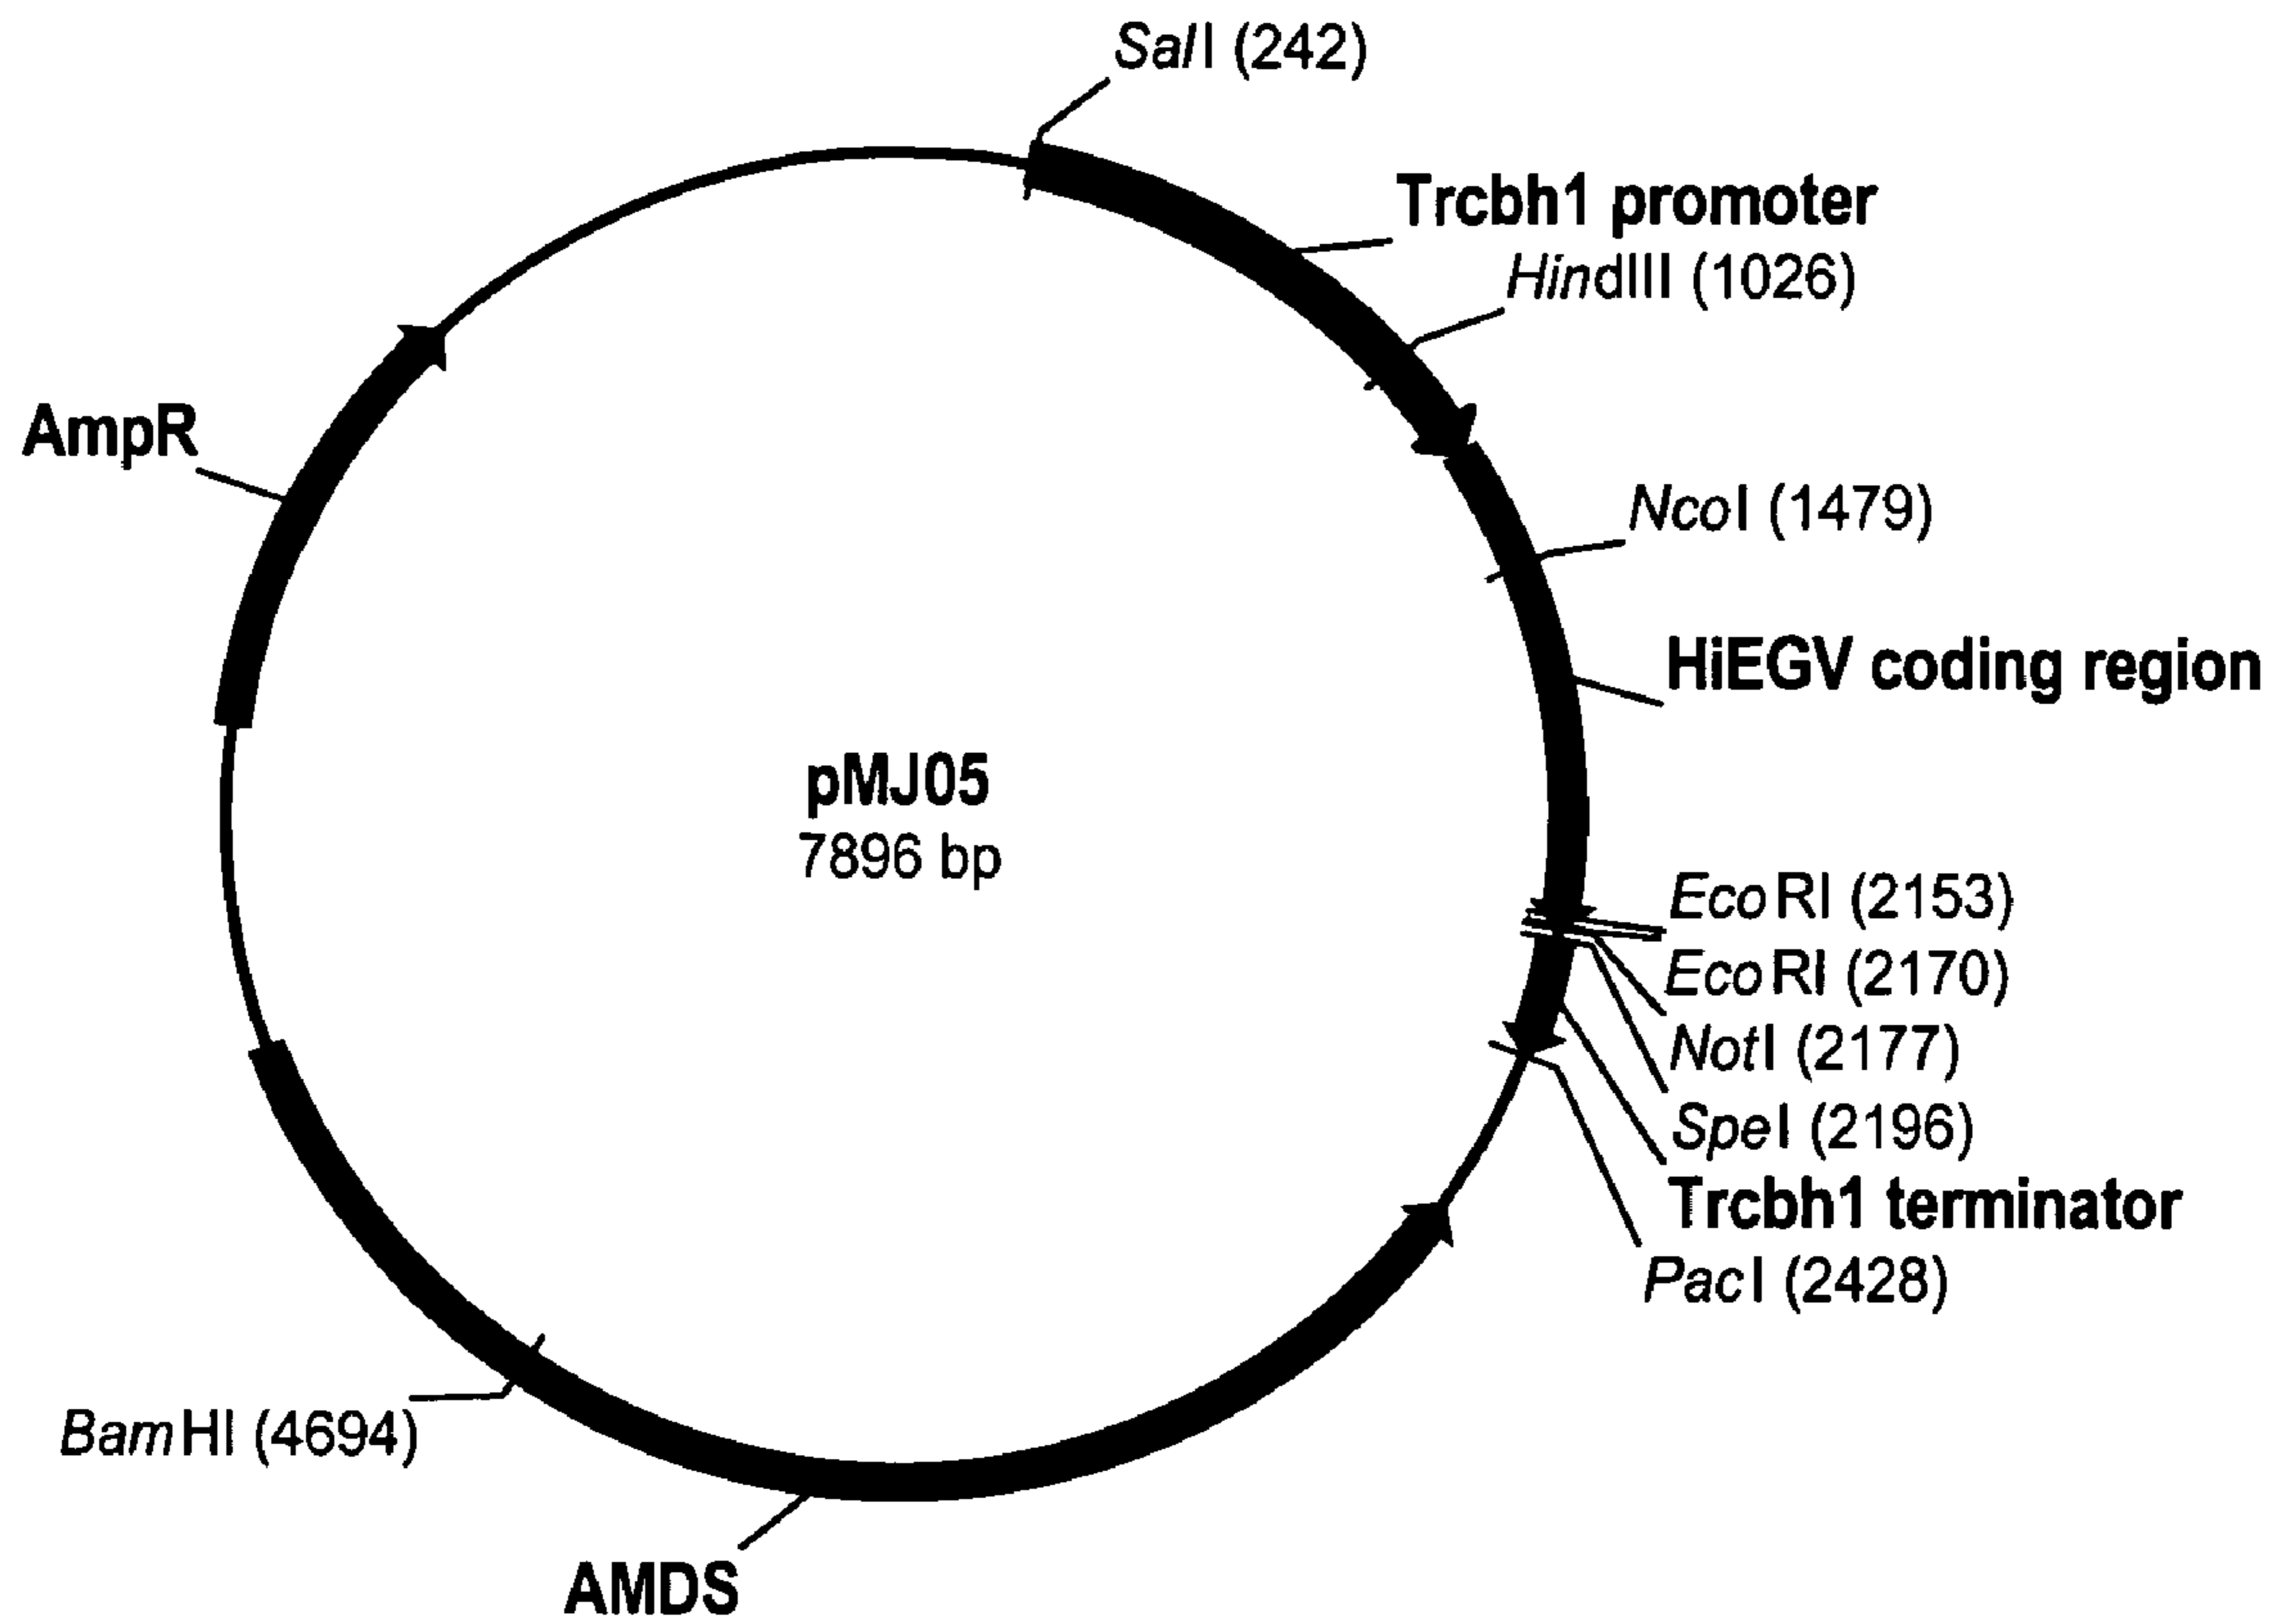 SalI (242)
Trcbh1 promoter
HindIII (1026)
AmpR
NcoI (1479)
HiEGV coding region
pMJ05
7896 bp
EcoRI (2153)
EcoRI (2170)
NotI (2177)
SpeI (2196)
Trcbh1 terminator
PacI (2428)
BamHI (4694)
AMDS